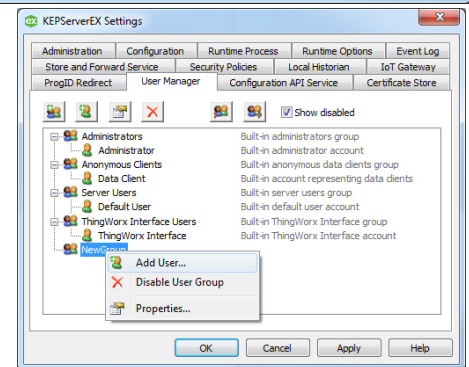 KEPServerEX Settings
Administration Configuration Runtime Process Runtime Options Event Log
Store and Forward Service Security Policies Local Historian IoT Gateway
ProgID Redirect User Manager Configuration API Service Certificate Store
Show disabled
Administrators Built-in administrators group
Administrator Built-in administrator account
Anonymous Clients Built-in anonymous data clients group
Data Client Built-in account representing data clients
Server Users Built-in server users group
Default User Built-in default user account
ThingWorx Interface Users Built-in ThingWorx Interface group
ThingWorx Interface Built-in ThingWorx Interface account
NewGroup
Add User...
Disable User Group
Properties...
OK Cancel Apply Help